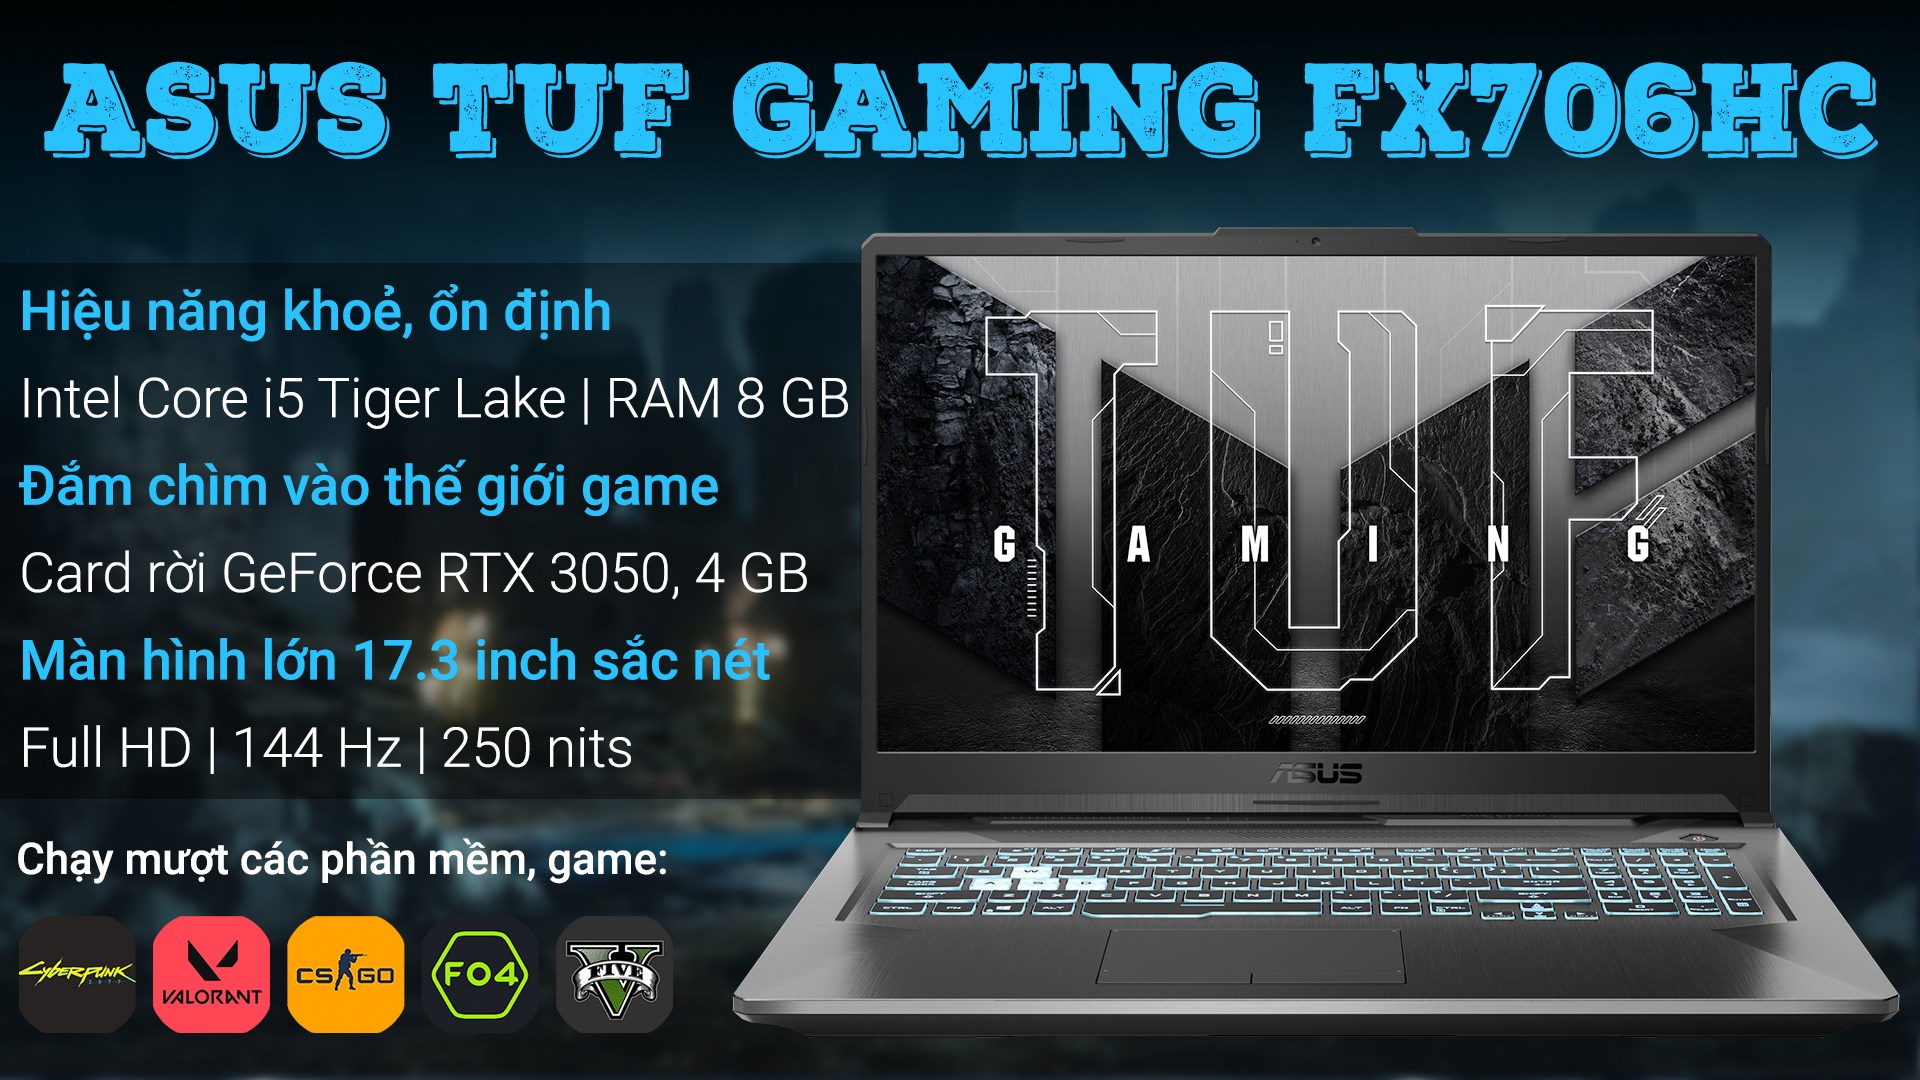 ASUS TUF GAMING FX706HC
Hiệu năng khoẻ, ổn định
Intel Core i5 Tiger Lake | RAM 8 GB
Đắm chìm vào thế giới game
Card rời GeForce RTX 3050, 4 GB
Màn hình lớn 17.3 inch sắc nét
Full HD | 144 Hz | 250 nits
Chạy mượt các phần mềm, game:
Cyberpunk
2077
VALORANT
CS GO
FO4
V
FIVE
TUF
GAMING
ASUS